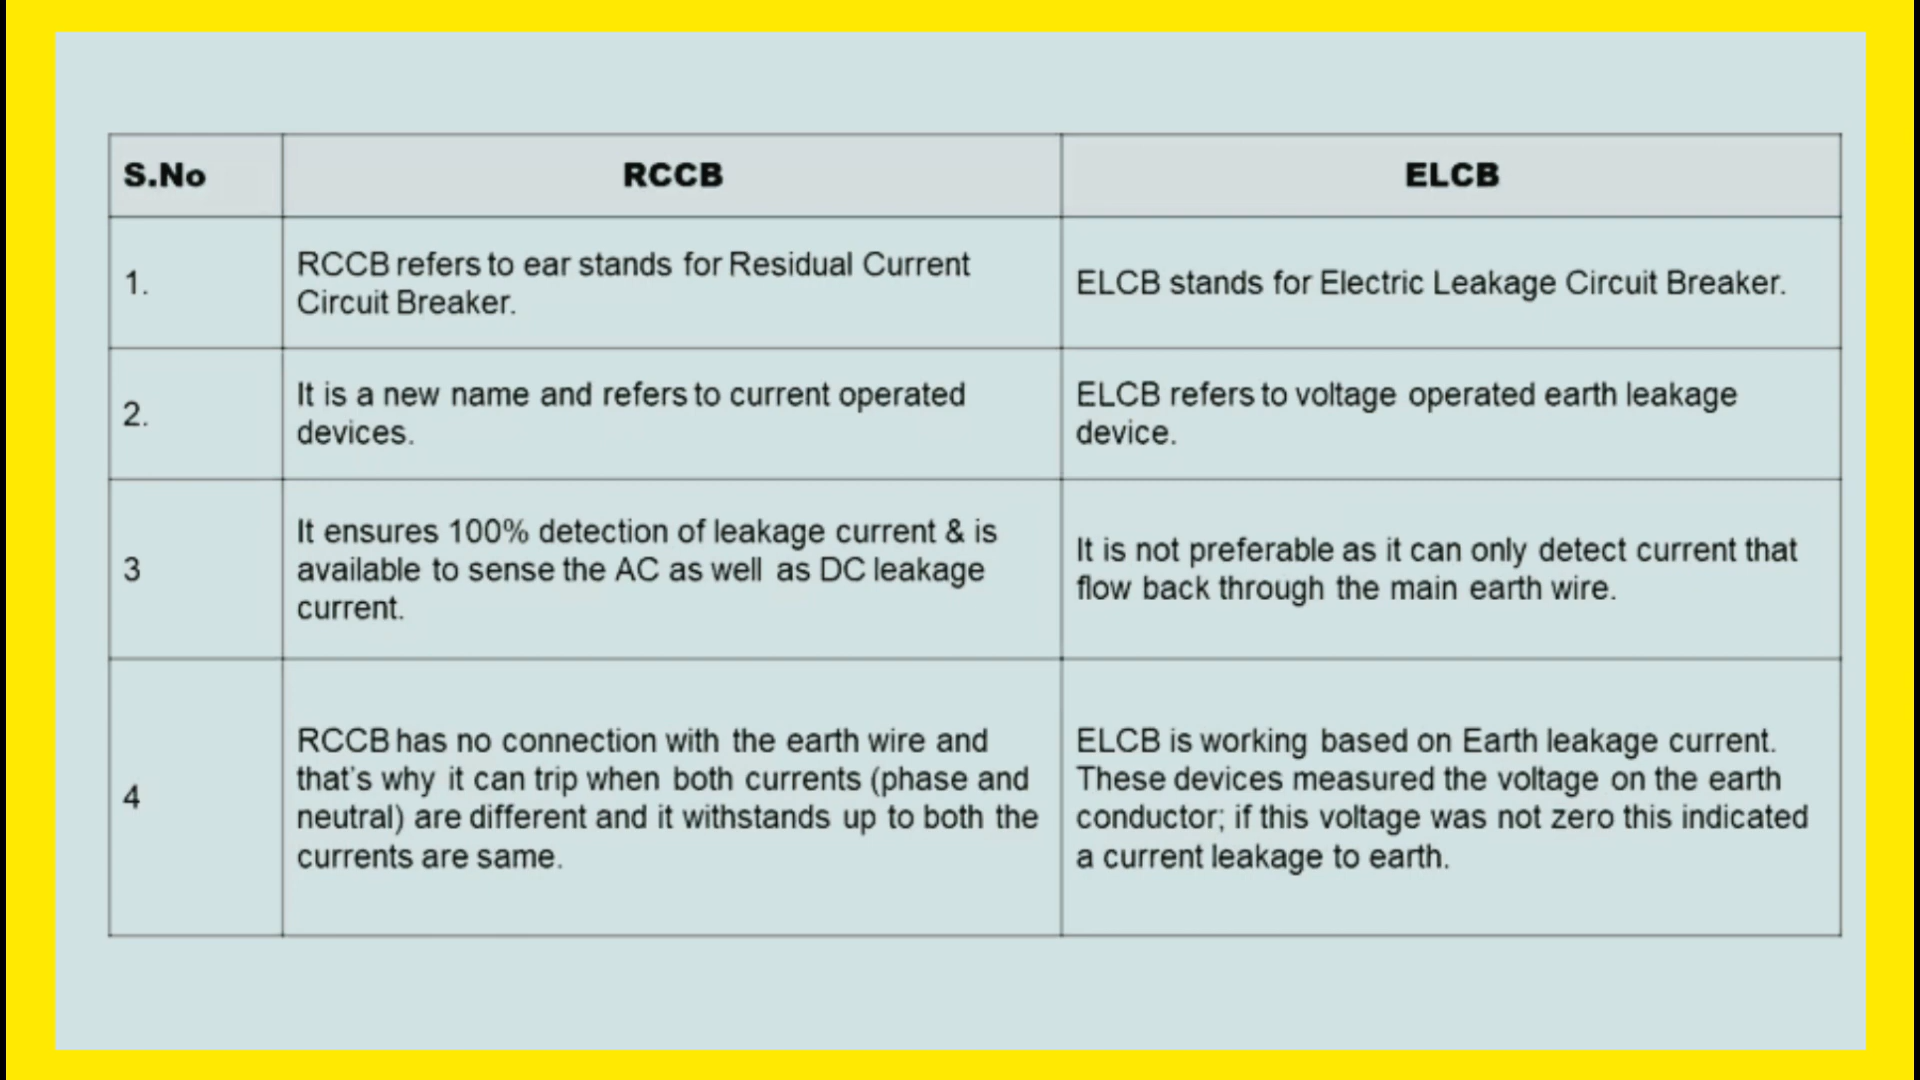 S.No RCCB ELCB
1. RCCB refers to ear stands for Residual Current
Circuit Breaker.
ELCB stands for Electric Leakage Circuit Breaker.
2. It is a new name and refers to current operated
devices.
ELCB refers to voltage operated earth leakage
device.
3 It ensures 100% detection of leakage current & is
available to sense the AC as well as DC leakage
current.
It is not preferable as it can only detect current that
flow back through the main earth wire.
4 RCCB has no connection with the earth wire and
that's why it can trip when both currents (phase and
neutral) are different and it withstands up to both the
currents are same.
ELCB is working based on Earth leakage current.
These devices measured the voltage on the earth
conductor; if this voltage was not zero this indicated
a current leakage to earth.